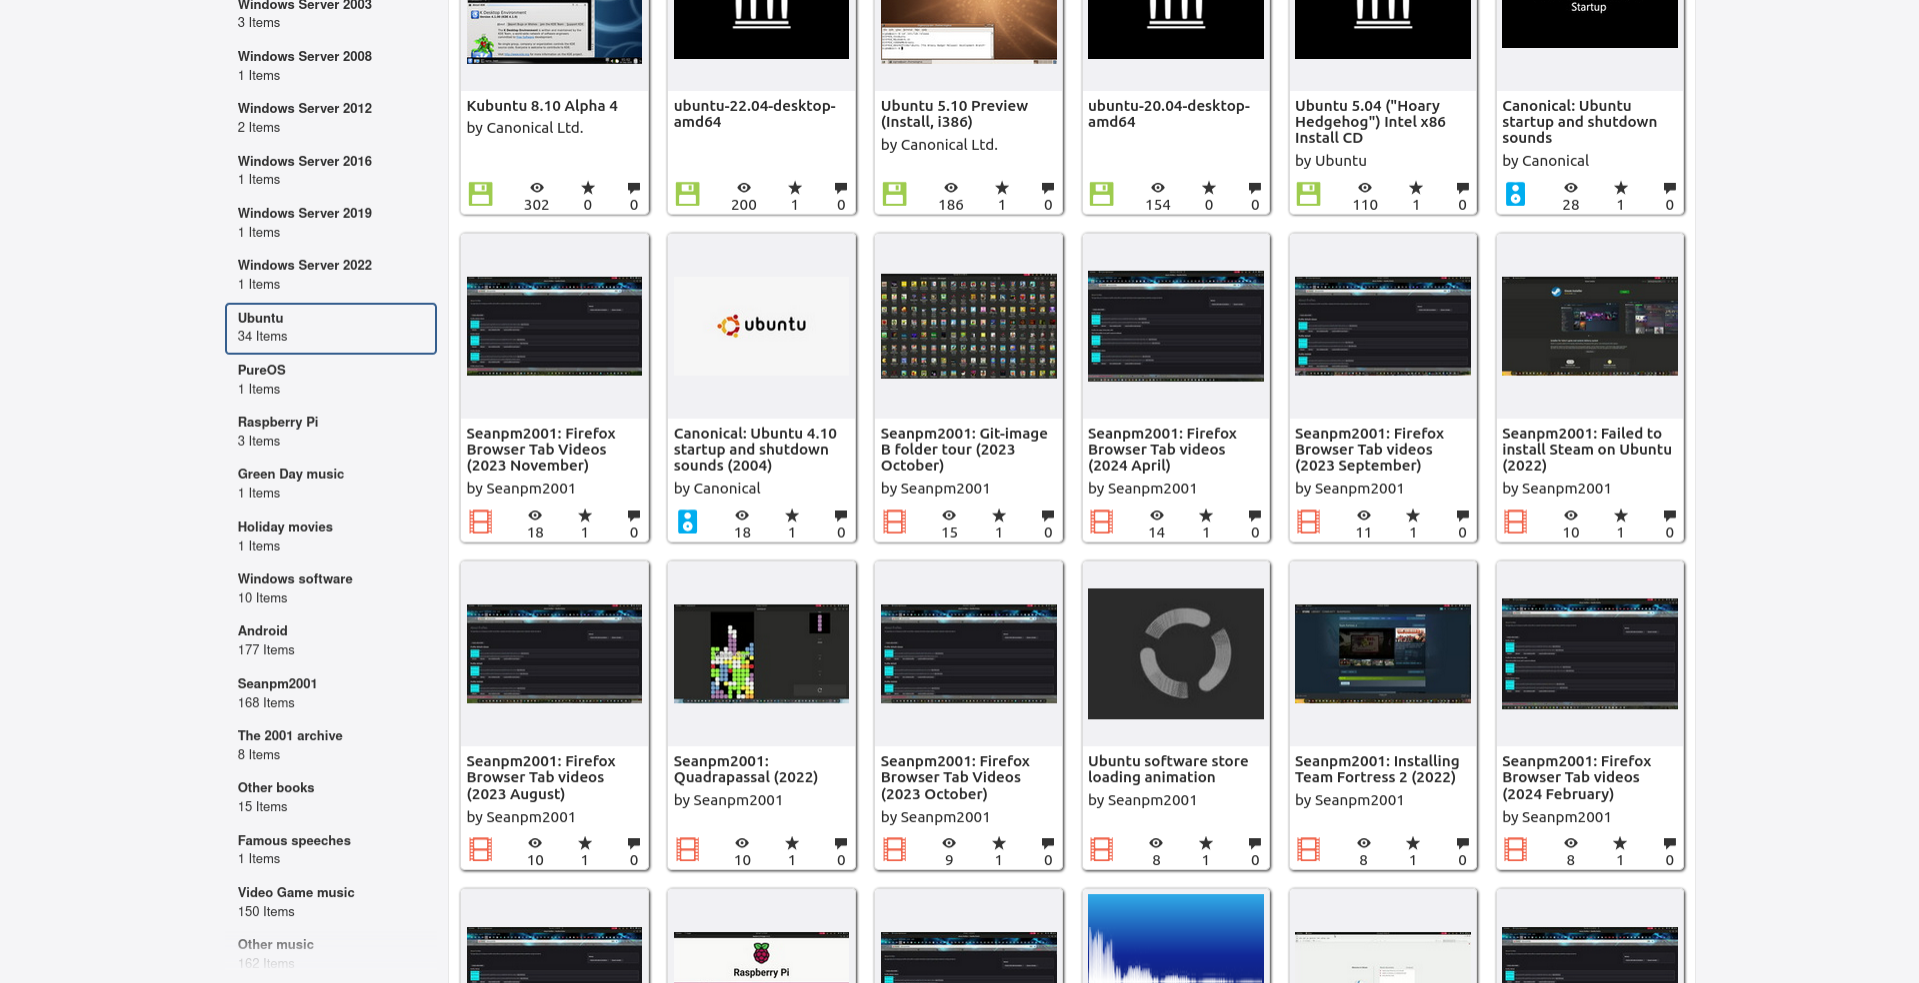 Windows Server 2003
3 Items
Windows Server 2008
1 Items
Windows Server 2012
2 Items
Windows Server 2016
1 Items
Windows Server 2019
1 Items
Windows Server 2022
1 Items
Ubuntu
34 Items
PureOS
1 Items
Raspberry Pi
3 Items
Green Day music
1 Items
Holiday movies
1 Items
Windows software
10 Items
Android
177 Items
Seanpm2001
168 Items
The 2001 archive
8 Items
Other books
15 Items
Famous speeches
1 Items
Video Game music
150 Items
Other music
162 Items
Startup
Kubuntu 8.10 Alpha 4
by Canonical Ltd.
302 0 0
ubuntu-22.04-desktop-
amd64
200 1 0
Ubuntu 5.10 Preview
(Install, i386)
by Canonical Ltd.
186 1 0
ubuntu-20.04-desktop-
amd64
154 0 0
Ubuntu 5.04 ("Hoary
Hedgehog") Intel x86
Install CD
by Ubuntu
110 1 0
Canonical: Ubuntu
startup and shutdown
sounds
by Canonical
28 1 0
Seanpm2001: Firefox
Browser Tab Videos
(2023 November)
by Seanpm2001
18 1 0
ubuntu
Canonical: Ubuntu 4.10
startup and shutdown
sounds (2004)
by Canonical
18 1 0
Seanpm2001: Git-image
B folder tour (2023
October)
by Seanpm2001
15 1 0
Seanpm2001: Firefox
Browser Tab videos
(2024 April)
by Seanpm2001
14 1 0
Seanpm2001: Firefox
Browser Tab videos
(2023 September)
by Seanpm2001
11 1 0
Seanpm2001: Failed to
install Steam on Ubuntu
(2022)
by Seanpm2001
10 1 0
Seanpm2001: Firefox
Browser Tab videos
(2023 August)
by Seanpm2001
10 1 0
Seanpm2001:
Quadrapassal (2022)
by Seanpm2001
10 1 0
Seanpm2001: Firefox
Browser Tab Videos
(2023 October)
by Seanpm2001
9 1 0
Ubuntu software store
loading animation
by Seanpm2001
8 1 0
Seanpm2001: Installing
Team Fortress 2 (2022)
by Seanpm2001
8 1 0
Seanpm2001: Firefox
Browser Tab videos
(2024 February)
by Seanpm2001
8 1 0
Raspberry Pi